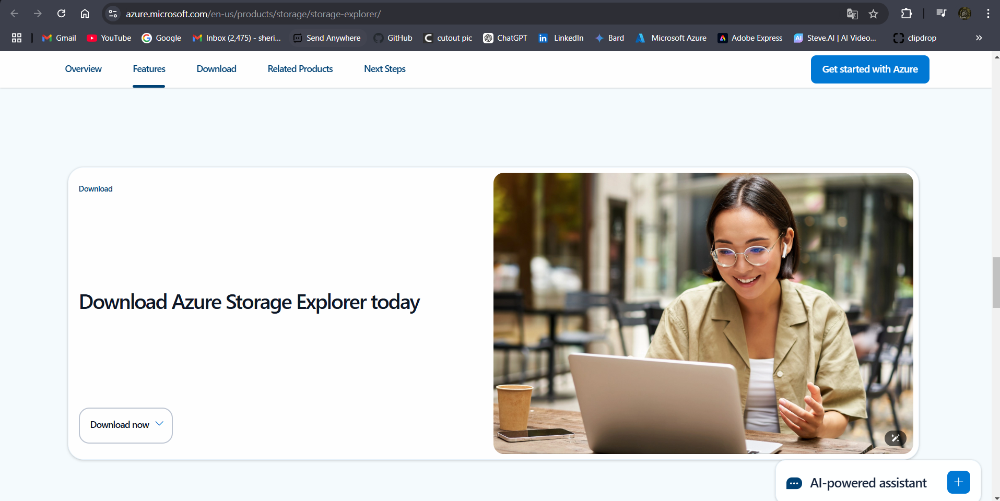 azure.microsoft.com/en-us/products/storage/storage-explorer/
Gmail YouTube Google Inbox (2,475) - sheri... Send Anywhere GitHub cutout pic ChatGPT LinkedIn Bard Microsoft Azure Adobe Express Steve.AI | AI Video... clipdrop
Overview Features Download Related Products Next Steps Get started with Azure
Download
Download Azure Storage Explorer today
Download now
AI-powered assistant